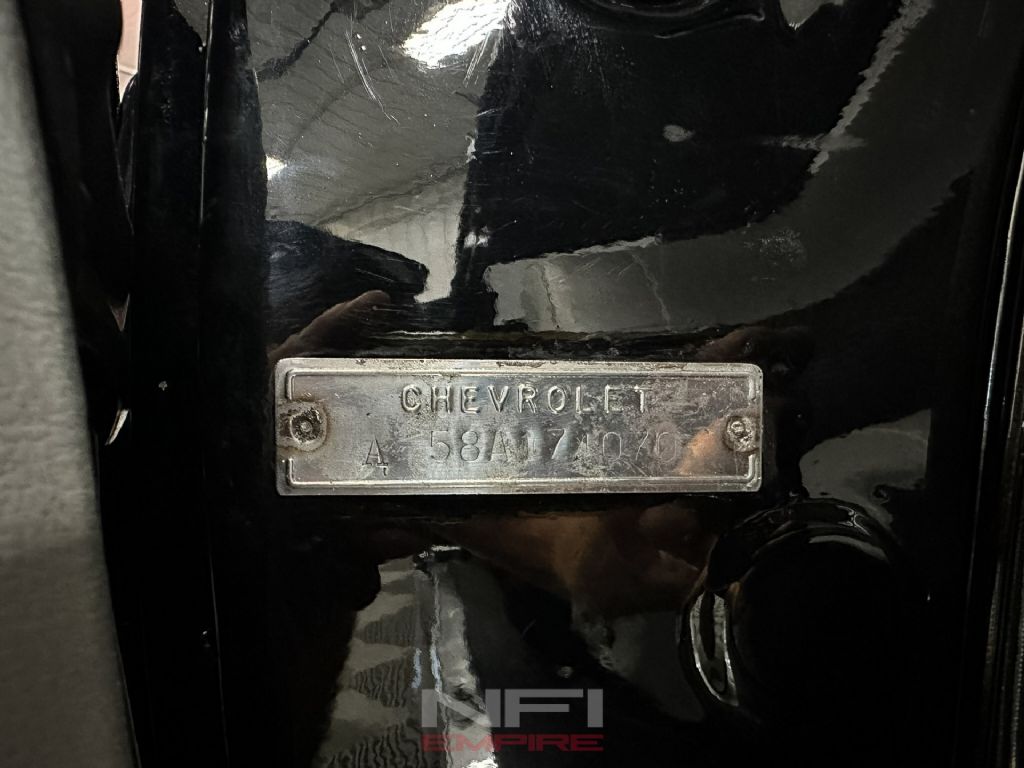 CHEVROLET
A 58A171070
NFI
EMPIRE